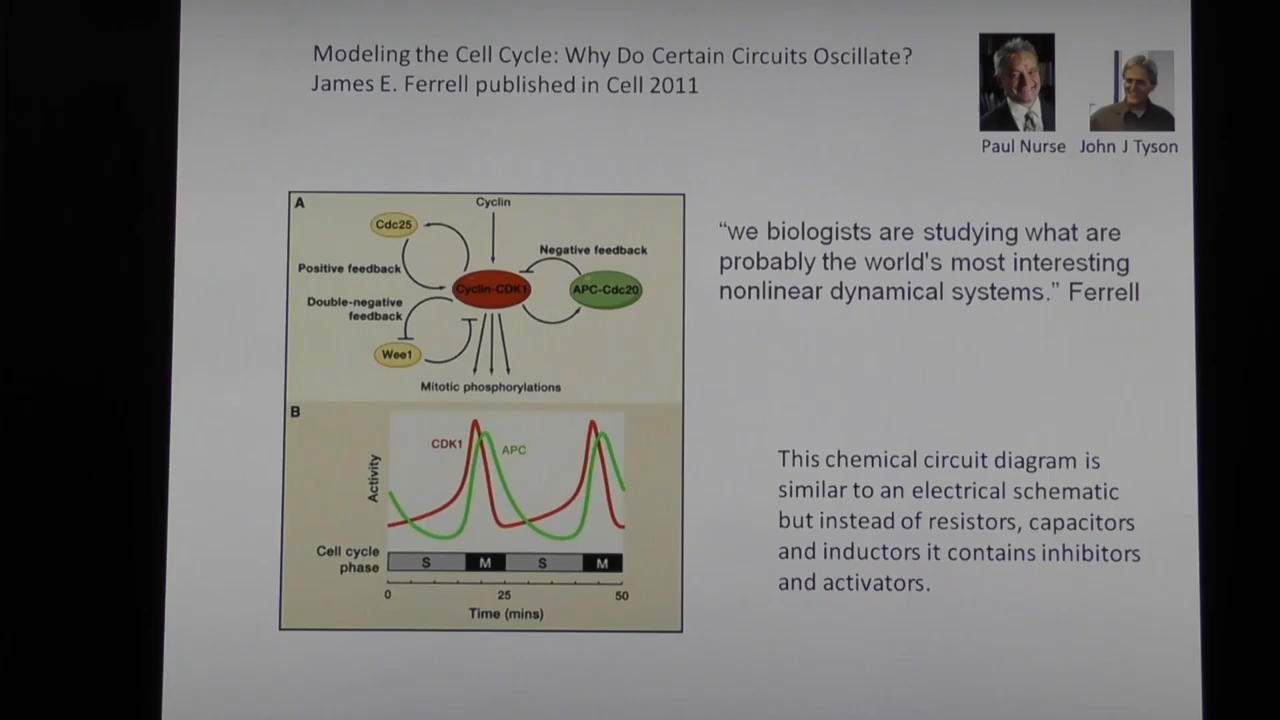 Modeling the Cell Cycle: Why Do Certain Circuits Oscillate?
James E. Ferrell published in Cell 2011
Paul Nurse
John J Tyson
A
Cyclin
Cdc25
Negative feedback
Positive feedback
Cyclin-CDK1
APC-Cdc20
Double-negative
feedback
Wee1
Mitotic phosphorylations
B
CDK1
APC
Activity
Cell cycle
phase
S
M
S
M
0
25
50
Time (mins)
“we biologists are studying what are
probably the world's most interesting
nonlinear dynamical systems.” Ferrell
This chemical circuit diagram is
similar to an electrical schematic
but instead of resistors, capacitors
and inductors it contains inhibitors
and activators.